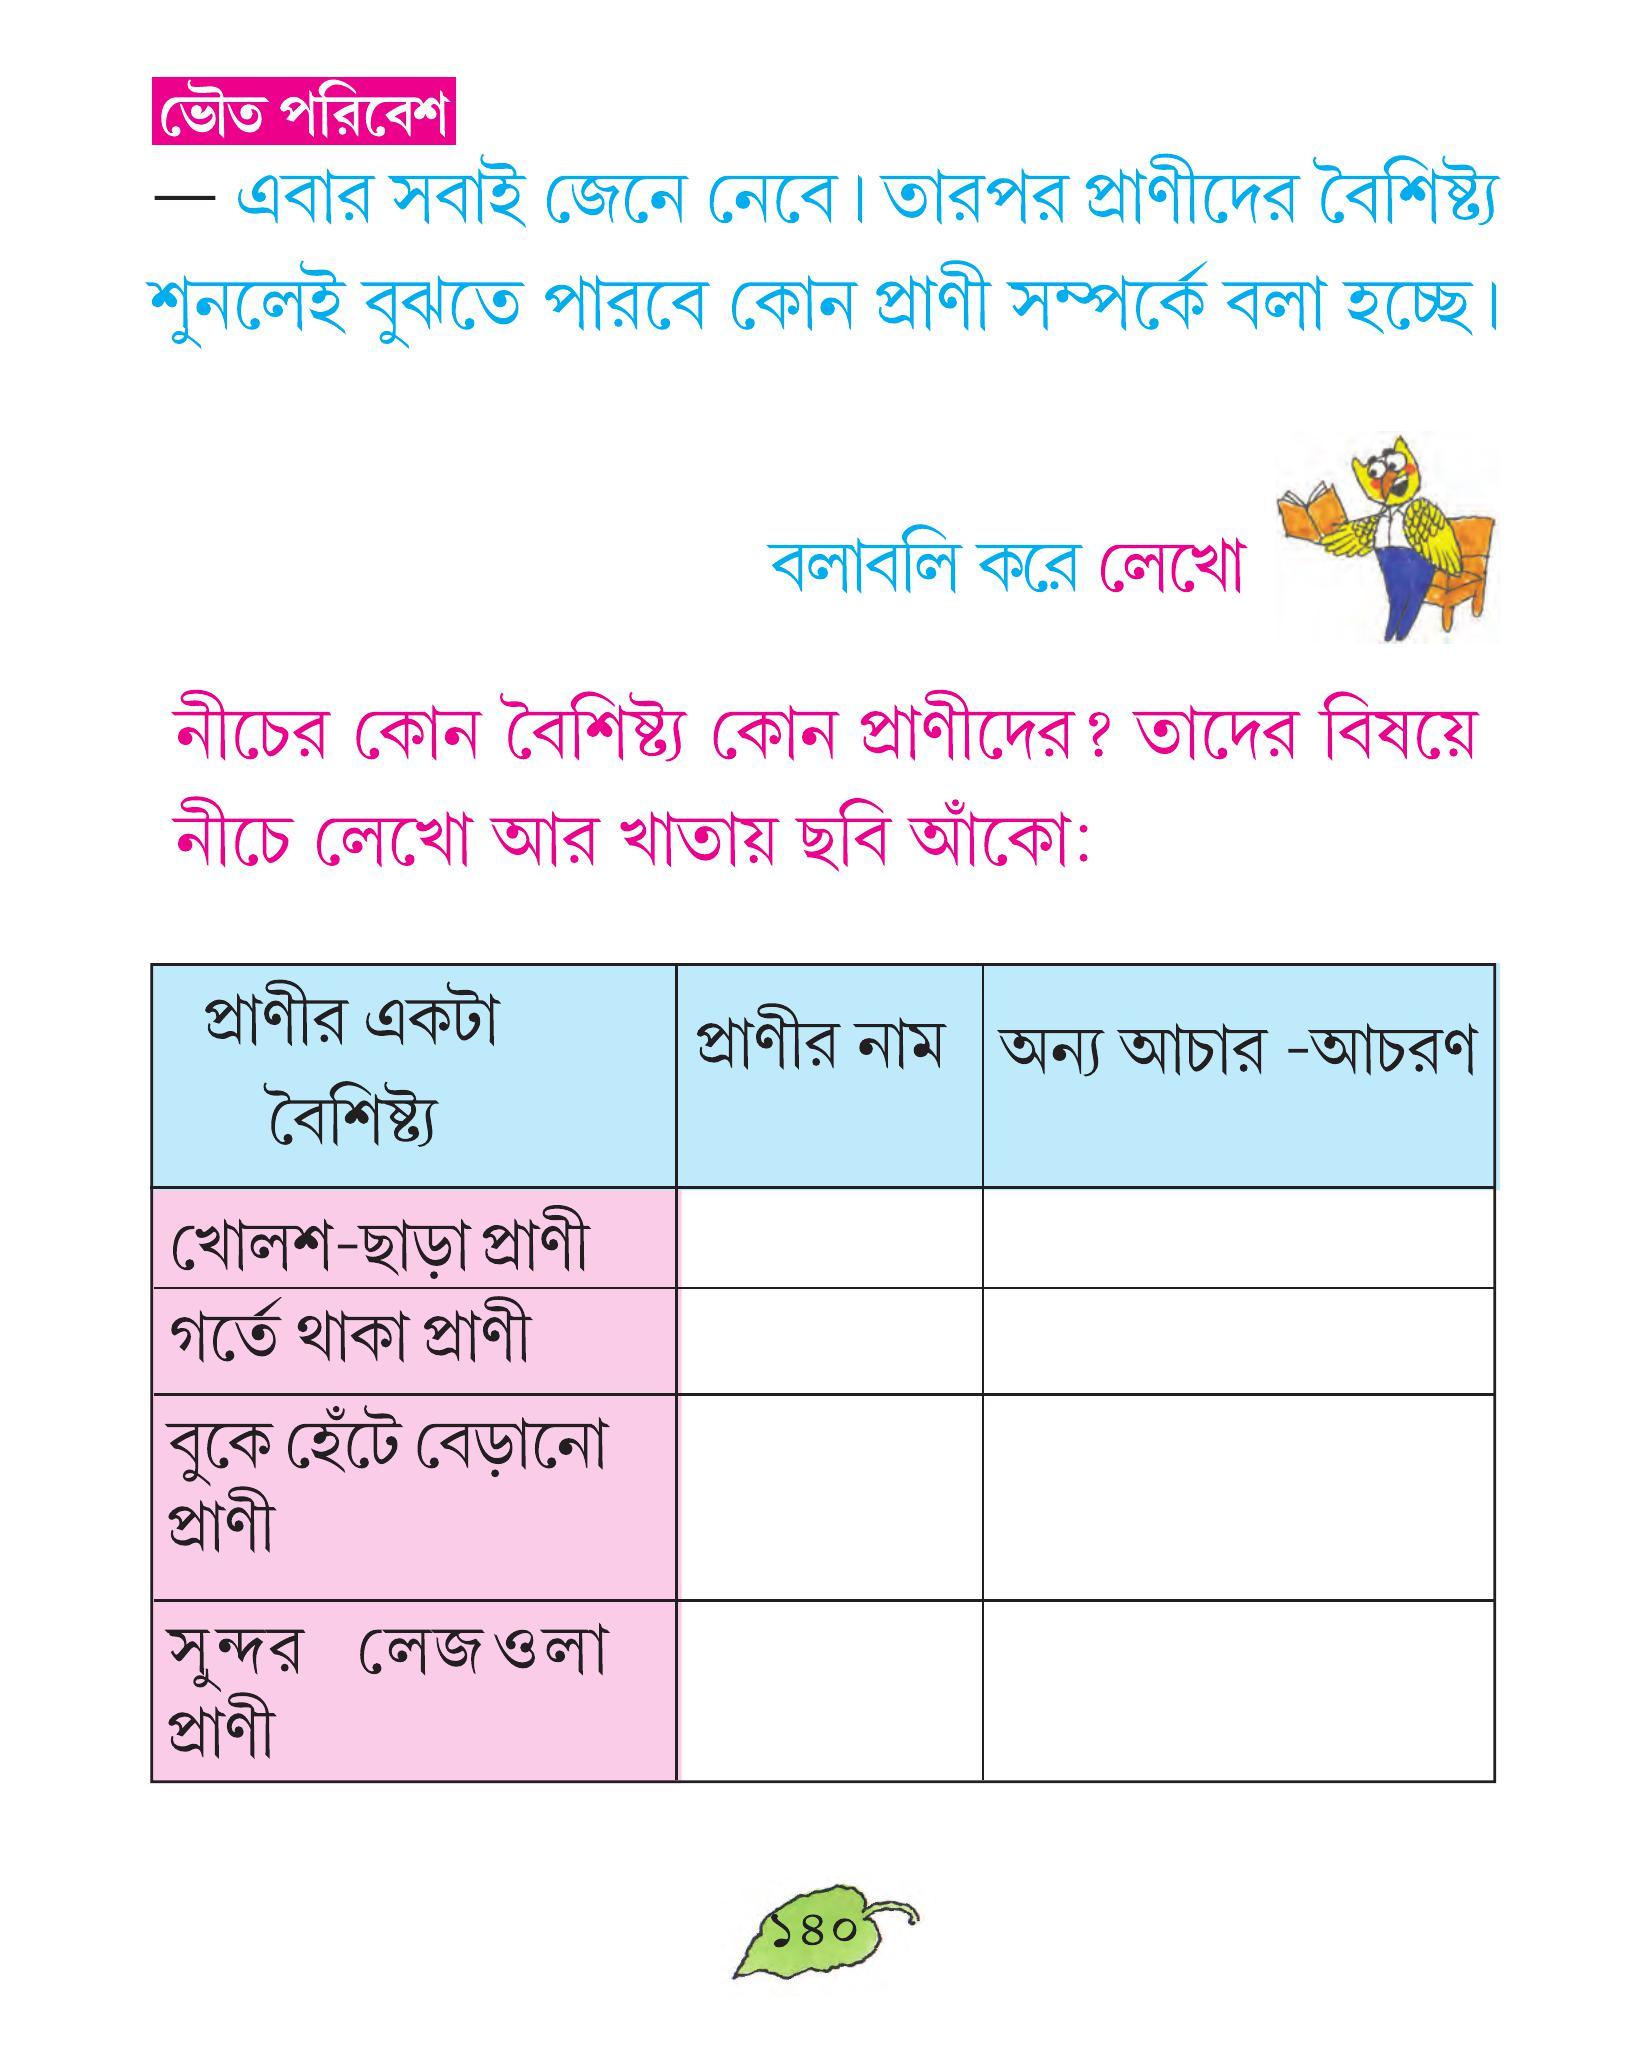 ভৌত পরিবেশ
— এবার সবাই জেনে নেবে। তারপর প্রাণীদের বৈশিষ্ট্য
শুনলেই বুঝতে পারবে কোন প্রাণী সম্পর্কে বলা হচ্ছে।
বলাবলি করে লেখো
নীচের কোন বৈশিষ্ট্য কোন প্রাণীদের? তাদের বিষয়ে
নীচে লেখো আর খাতায় ছবি আঁকো:
প্রাণীর একটা
বৈশিষ্ট্য
প্রাণীর নাম
অন্য আচার -আচরণ
খোলশ-ছাড়া প্রাণী
গর্তে থাকা প্রাণী
বুকে হেঁটে বেড়ানো
প্রাণী
সুন্দর লেজওলা
প্রাণী
১৪০